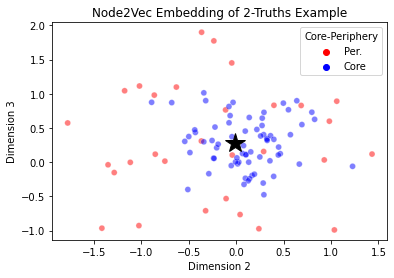 Node2Vec Embedding of 2-Truths Example
Core-Periphery
Per.
Core
Dimension 3
2.0
1.5
1.0
0.5
0.0
−0.5
−1.0
−1.5 −1.0 −0.5 0.0 0.5 1.0 1.5
Dimension 2